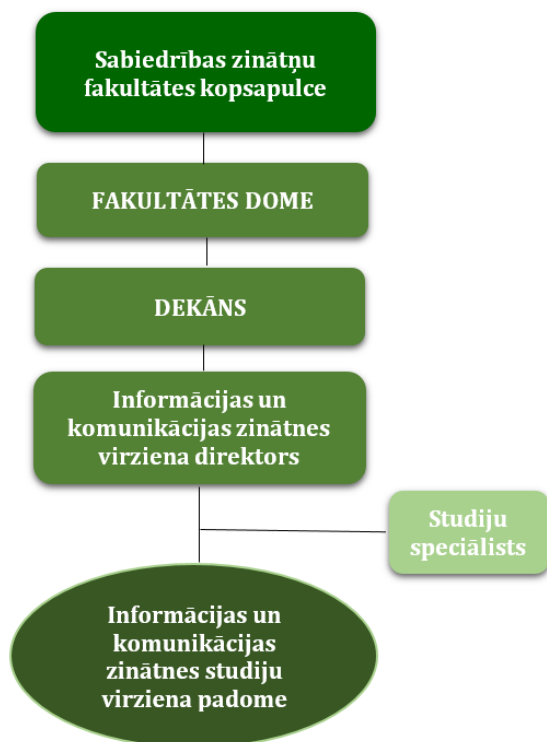 Sabiedrības zinātņu
fakultātes kopsapulce
FAKULTĀTES DOME
DEKĀNS
Informācijas un
komunikācijas zinātnes
virziena direktors
Studiju
speciālists
Informācijas un
komunikācijas
zinātnes studiju
virziena padome